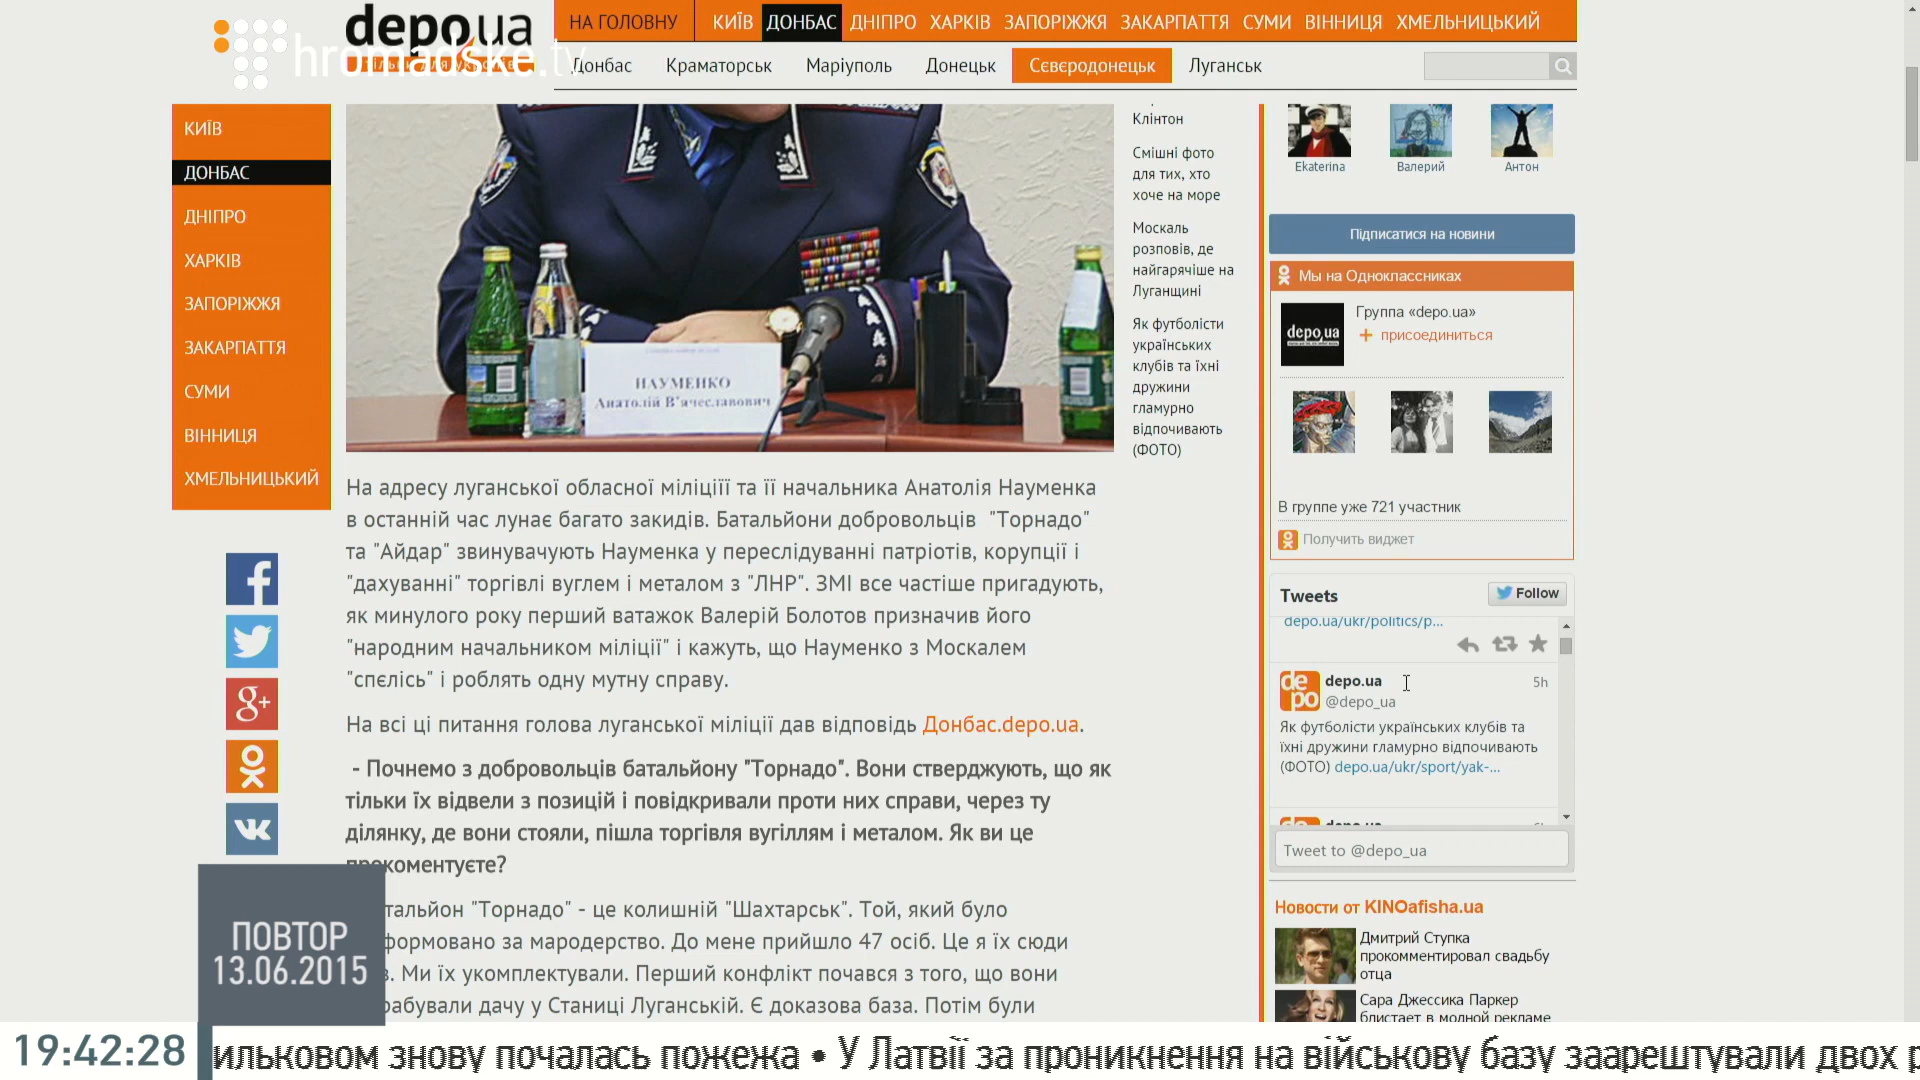 depo.ua
hromadske.tv
НА ГОЛОВНУ
КИЇВ
ДОНБАС
ДНІПРО
ХАРКІВ
ЗАПОРІЖЖЯ
ЗАКАРПАТТЯ
СУМИ
ВІННИЦЯ
ХМЕЛЬНИЦЬКИЙ
Донбас
Краматорськ
Маріуполь
Донецьк
Сєвєродонецьк
Луганськ
КИЇВ
ДОНБАС
ДНІПРО
ХАРКІВ
ЗАПОРІЖЖЯ
ЗАКАРПАТТЯ
СУМИ
ВІННИЦЯ
ХМЕЛЬНИЦЬКИЙ
НАУМЕНКО
Анатолій В'ячеславович
На адресу луганської обласної міліціїї та її начальника Анатолія Науменка
в останній час лунає багато закидів. Батальйони добровольців "Торнадо"
та "Айдар" звинувачують Науменка у переслідуванні патріотів, корупції і
"дахуванні" торгівлі вуглем і металом з "ЛНР". ЗМІ все частіше пригадують,
як минулого року перший ватажок Валерій Болотов призначив його
"народним начальником міліції" і кажуть, що Науменко з Москалем
"спєлісь" і роблять одну мутну справу.
На всі ці питання голова луганської міліції дав відповідь Донбас.depo.ua.
- Почнемо з добровольців батальйону "Торнадо". Вони стверджують, що як
тільки їх відвели з позицій і повідкривали проти них справи, через ту
ділянку, де вони стояли, пішла торгівля вугіллям і металом. Як ви це
прокоментуєте?
тальйон "Торнадо" - це колишній "Шахтарськ". Той, який було
формовано за мародерство. До мене прийшло 47 осіб. Це я їх сюди
. Ми їх укомплектували. Перший конфлікт почався з того, що вони
рабували дачу у Станиці Луганській. Є доказова база. Потім були
Клінтон
Смішні фото
для тих, хто
хоче на море
Москаль
розповів, де
найгарячіше на
Луганщині
Як футболісти
українських
клубів та їхні
дружини
гламурно
відпочивають
(ФОТО)
Ekaterina
Валерий
Антон
Підписатися на новини
Мы на Одноклассниках
depo.ua
Группа «depo.ua»
+ присоединиться
В группе уже 721 участник
Получить виджет
Tweets
Follow
depo.ua/ukr/politics/p...
de
po
depo.ua
5h
@depo_ua
Як футболісти українських клубів та
їхні дружини гламурно відпочивають
(ФОТО) depo.ua/ukr/sport/yak-...
Tweet to @depo_ua
Новости от KINOafisha.ua
Дмитрий Ступка
прокомментировал свадьбу
отца
Сара Джессика Паркер
блистает в модной рекламе
ПОВТОР
13.06.2015
19:42:28
ильковом знову почалась пожежа • У Латвії за проникнення на військову базу заарештували двох